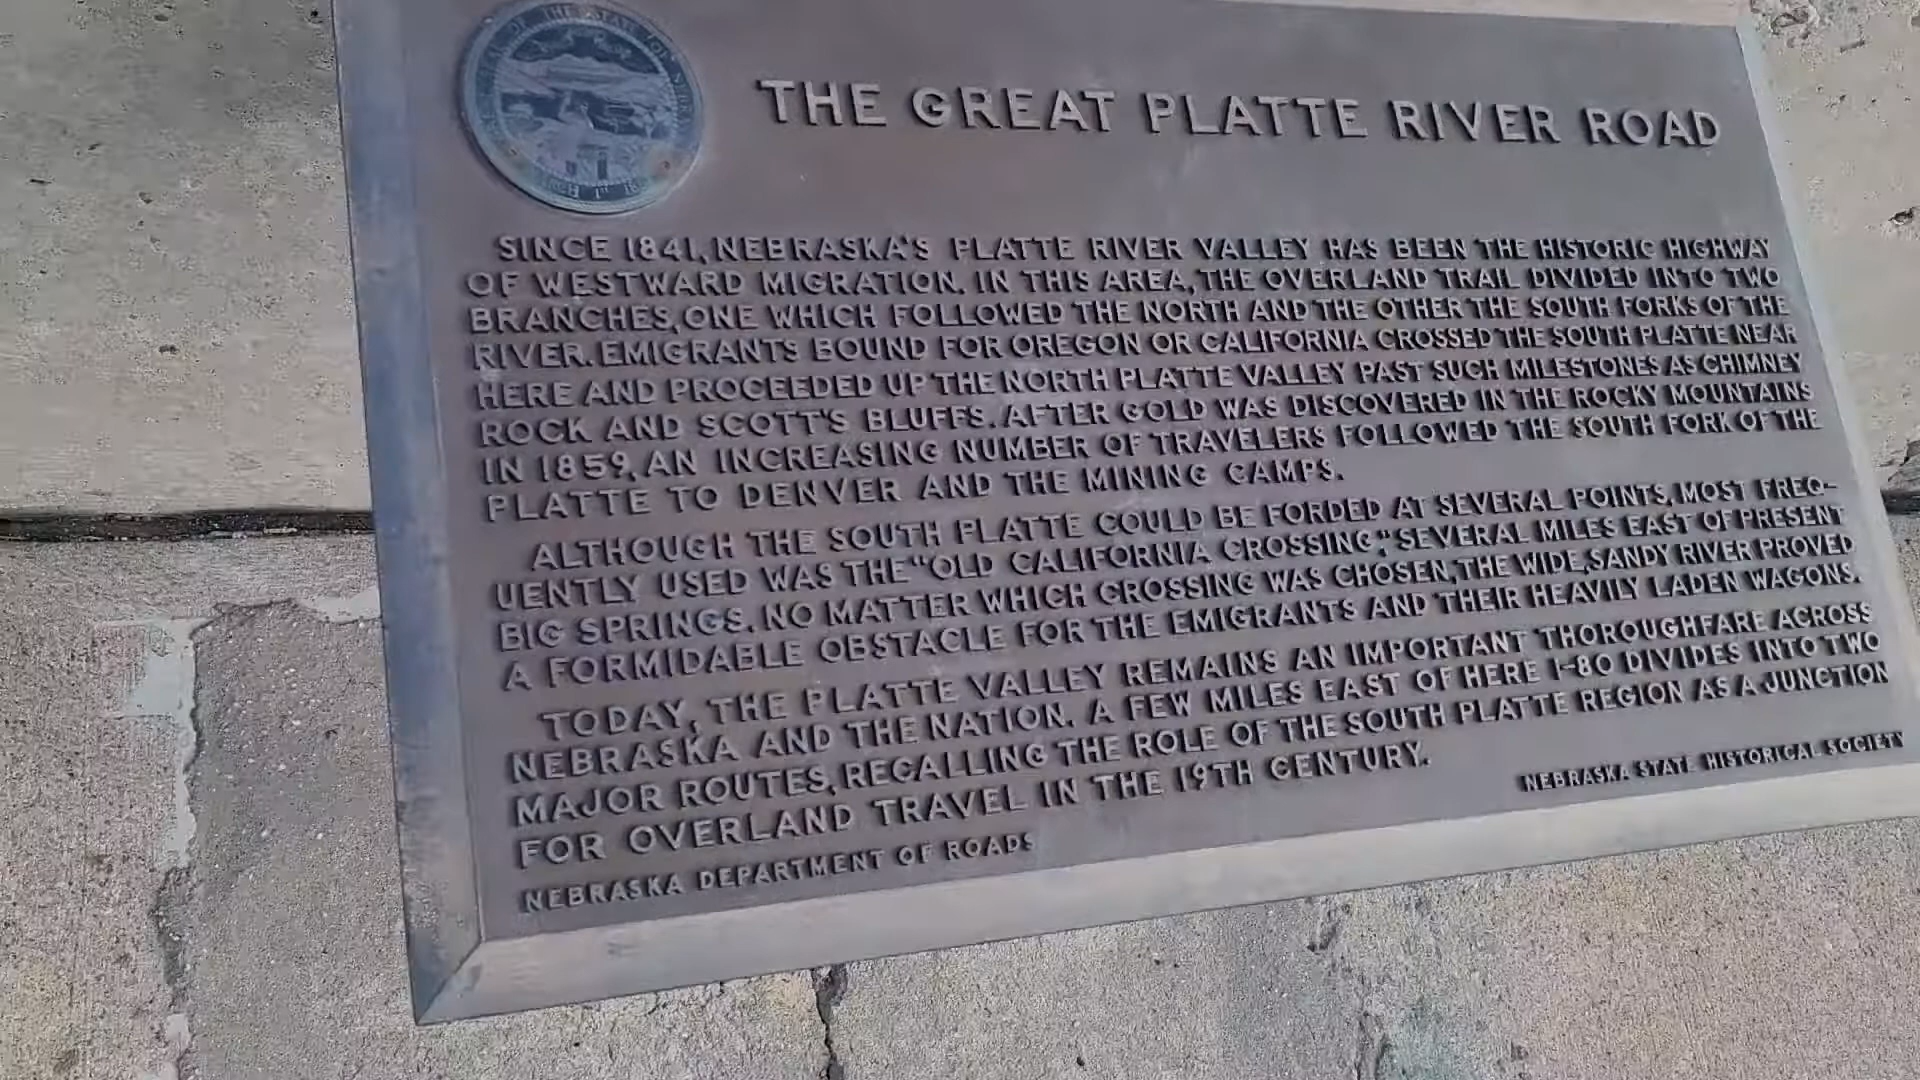 THE GREAT PLATTE RIVER ROAD
SINCE 1841, NEBRASKA'S PLATTE RIVER VALLEY HAS BEEN THE HISTORIC HIGHWAY
OF WESTWARD MIGRATION. IN THIS AREA, THE OVERLAND TRAIL DIVIDED INTO TWO
BRANCHES, ONE WHICH FOLLOWED THE NORTH AND THE OTHER THE SOUTH FORKS OF THE
RIVER. EMIGRANTS BOUND FOR OREGON OR CALIFORNIA CROSSED THE SOUTH PLATTE NEAR
HERE AND PROCEEDED UP THE NORTH PLATTE VALLEY PAST SUCH MILESTONES AS CHIMNEY
ROCK AND SCOTT'S BLUFFS. AFTER GOLD WAS DISCOVERED IN THE ROCKY MOUNTAINS
IN 1859, AN INCREASING NUMBER OF TRAVELERS FOLLOWED THE SOUTH FORK OF THE
PLATTE TO DENVER AND THE MINING CAMPS.
ALTHOUGH THE SOUTH PLATTE COULD BE FORDED AT SEVERAL POINTS, MOST FREQ-
UENTLY USED WAS THE "OLD CALIFORNIA CROSSING," SEVERAL MILES EAST OF PRESENT
BIG SPRINGS. NO MATTER WHICH CROSSING WAS CHOSEN, THE WIDE, SANDY RIVER PROVED
A FORMIDABLE OBSTACLE FOR THE EMIGRANTS AND THEIR HEAVILY LADEN WAGONS.
TODAY, THE PLATTE VALLEY REMAINS AN IMPORTANT THOROUGHFARE ACROSS
NEBRASKA AND THE NATION. A FEW MILES EAST OF HERE I-80 DIVIDES INTO TWO
MAJOR ROUTES, RECALLING THE ROLE OF THE SOUTH PLATTE REGION AS A JUNCTION
FOR OVERLAND TRAVEL IN THE 19TH CENTURY.
NEBRASKA DEPARTMENT OF ROADS
NEBRASKA STATE HISTORICAL SOCIETY